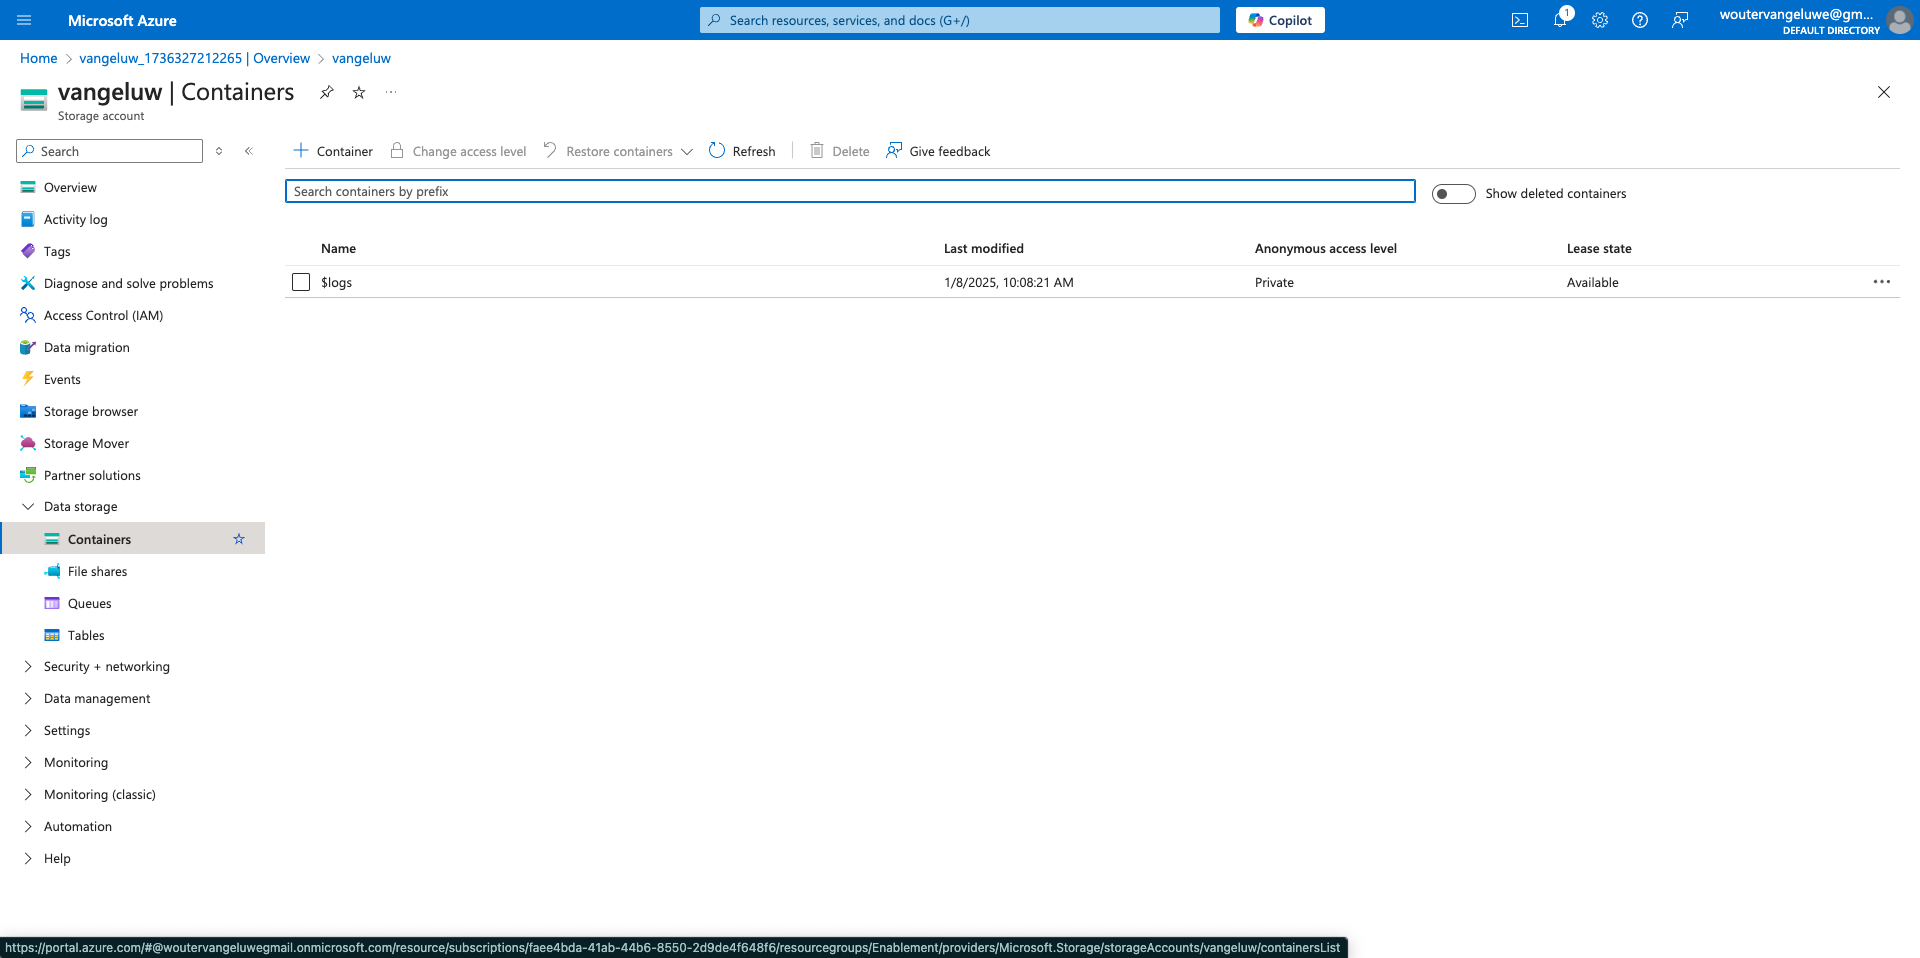 Microsoft Azure
Search resources, services, and docs (G+/)
Copilot
1
woutervangeluwe@gm...
DEFAULT DIRECTORY
Home > vangeluw_1736327212265 | Overview > vangeluw
vangeluw | Containers
Storage account
Search
Container
Change access level
Restore containers
Refresh
Delete
Give feedback
Search containers by prefix
Show deleted containers
Name Last modified Anonymous access level Lease state
$logs 1/8/2025, 10:08:21 AM Private Available
Overview
Activity log
Tags
Diagnose and solve problems
Access Control (IAM)
Data migration
Events
Storage browser
Storage Mover
Partner solutions
Data storage
Containers
File shares
Queues
Tables
Security + networking
Data management
Settings
Monitoring
Monitoring (classic)
Automation
Help
https://portal.azure.com/#@woutervangeluwegmail.onmicrosoft.com/resource/subscriptions/faee4bda-41ab-44b6-8550-2d9de4f648f6/resourcegroups/Enablement/providers/Microsoft.Storage/storageAccounts/vangeluw/containersList